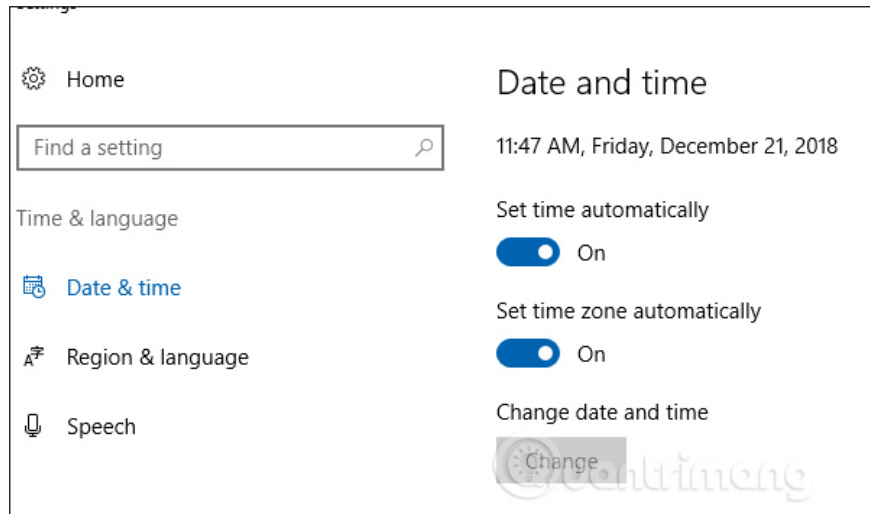 Home
Find a setting
Time & language
Date & time
Region & language
Speech
Date and time
11:47 AM, Friday, December 21, 2018
Set time automatically
On
Set time zone automatically
On
Change date and time
Change
uantrimang